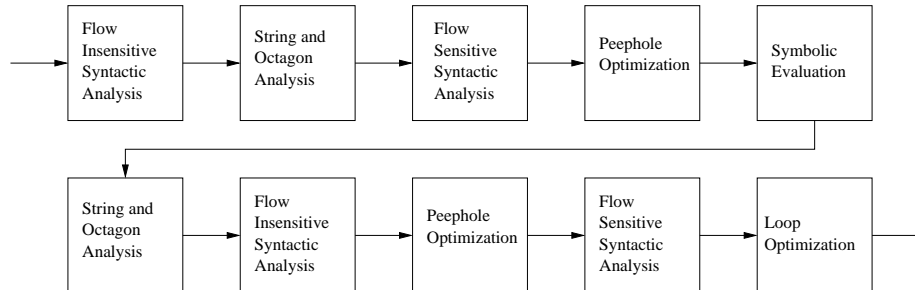 Flow
Insensitive
Syntactic
Analysis
String and
Octagon
Analysis
Flow
Sensitive
Syntactic
Analysis
Peephole
Optimization
Symbolic
Evaluation
String and
Octagon
Analysis
Flow
Insensitive
Syntactic
Analysis
Peephole
Optimization
Flow
Sensitive
Syntactic
Analysis
Loop
Optimization